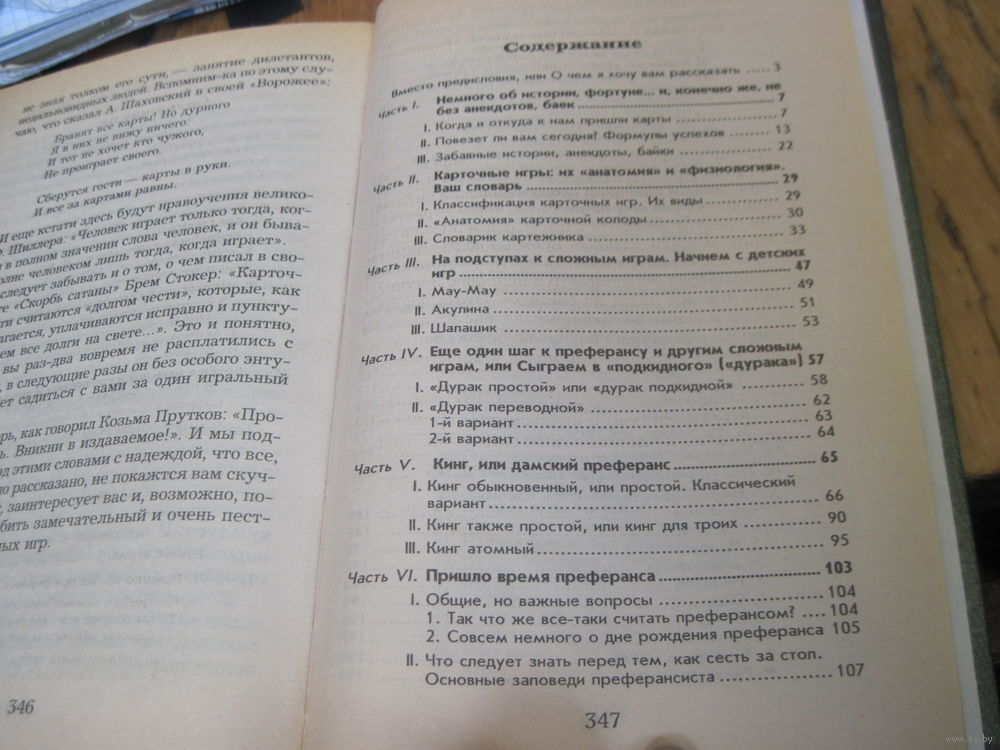 не зная толком его сути, — занятие дилетантов,
недальновидных людей. Вспомним-ка по этому слу-
чаю, что сказал А. Шаховский в своей «Ворожее»:
Бранят все карты! Но дурного
Я в них не вижу ничего:
И тот не хочет кто чужого,
Не проиграет своего.
Сберутся гости — карты в руки.
И все за картами равны.
И еще кстати здесь будут нравоучения велико-
Шиллера: «Человек играет только тогда, ког-
в полном значении слова человек, и он быва-
человеком лишь тогда, когда играет».
следует забывать и о том, о чем писал в сво-
«Скорбь сатаны» Брем Стокер: «Карточ-
считаются «долгом чести», которые, как
уплачиваются исправно и пункту-
все долги на свете...». Это и понятно,
вы раз-два вовремя не расплатились с
в следующие разы он без особого энту-
садиться с вами за один игральный
как говорил Козьма Прутков: «Про-
Вникни в издаваемое!». И мы под-
этими словами с надеждой, что все,
рассказано, не покажтся вам скуч-
заинтересует вас и, возможно, по-
замечательный и очень пест-
игр.
346
Содержание
Вместо предисловия, или О чем я хочу вам рассказать ..... 3
Часть I. Немного об истории, фортуне... и, конечно же, не
без анекдотов, баек ..... 7
I. Когда и откуда к нам пришли карты ..... 7
II. Повезет ли вам сегодня? Формулы успехов ..... 13
III. Забавные истории, анекдоты, байки ..... 22
Часть II. Карточные игры: их «анатомия» и «физиология».
Ваш словарь ..... 29
I. Классификация карточных игр. Их виды ..... 29
II. «Анатомия» карточной колоды ..... 30
III. Словарик картежника ..... 33
Часть III. На подступах к сложным играм. Начнем с детских
игр ..... 47
I. Мау-Мау ..... 49
II. Акулина ..... 51
III. Шалашик ..... 53
Часть IV. Еще один шаг к преферансу и другим сложным
играм, или Сыграем в «подкидного» («дурака») 57
I. «Дурак простой» или «дурак подкидной» ..... 58
II. «Дурак переводной» ..... 62
1-й вариант ..... 63
2-й вариант ..... 64
Часть V. Кинг, или дамский преферанс ..... 65
I. Кинг обыкновенный, или простой. Классический
вариант ..... 66
II. Кинг также простой, или кинг для троих ..... 90
III. Кинг атомный ..... 95
Часть VI. Пришло время преферанса ..... 103
I. Общие, но важные вопросы ..... 104
1. Так что же все-таки считать преферансом? .... 104
2. Совсем немного о дне рождения преферанса 105
II. Что следует знать перед тем, как сесть за стол.
Основные заповеди преферансиста ..... 107
347
www.ay.by